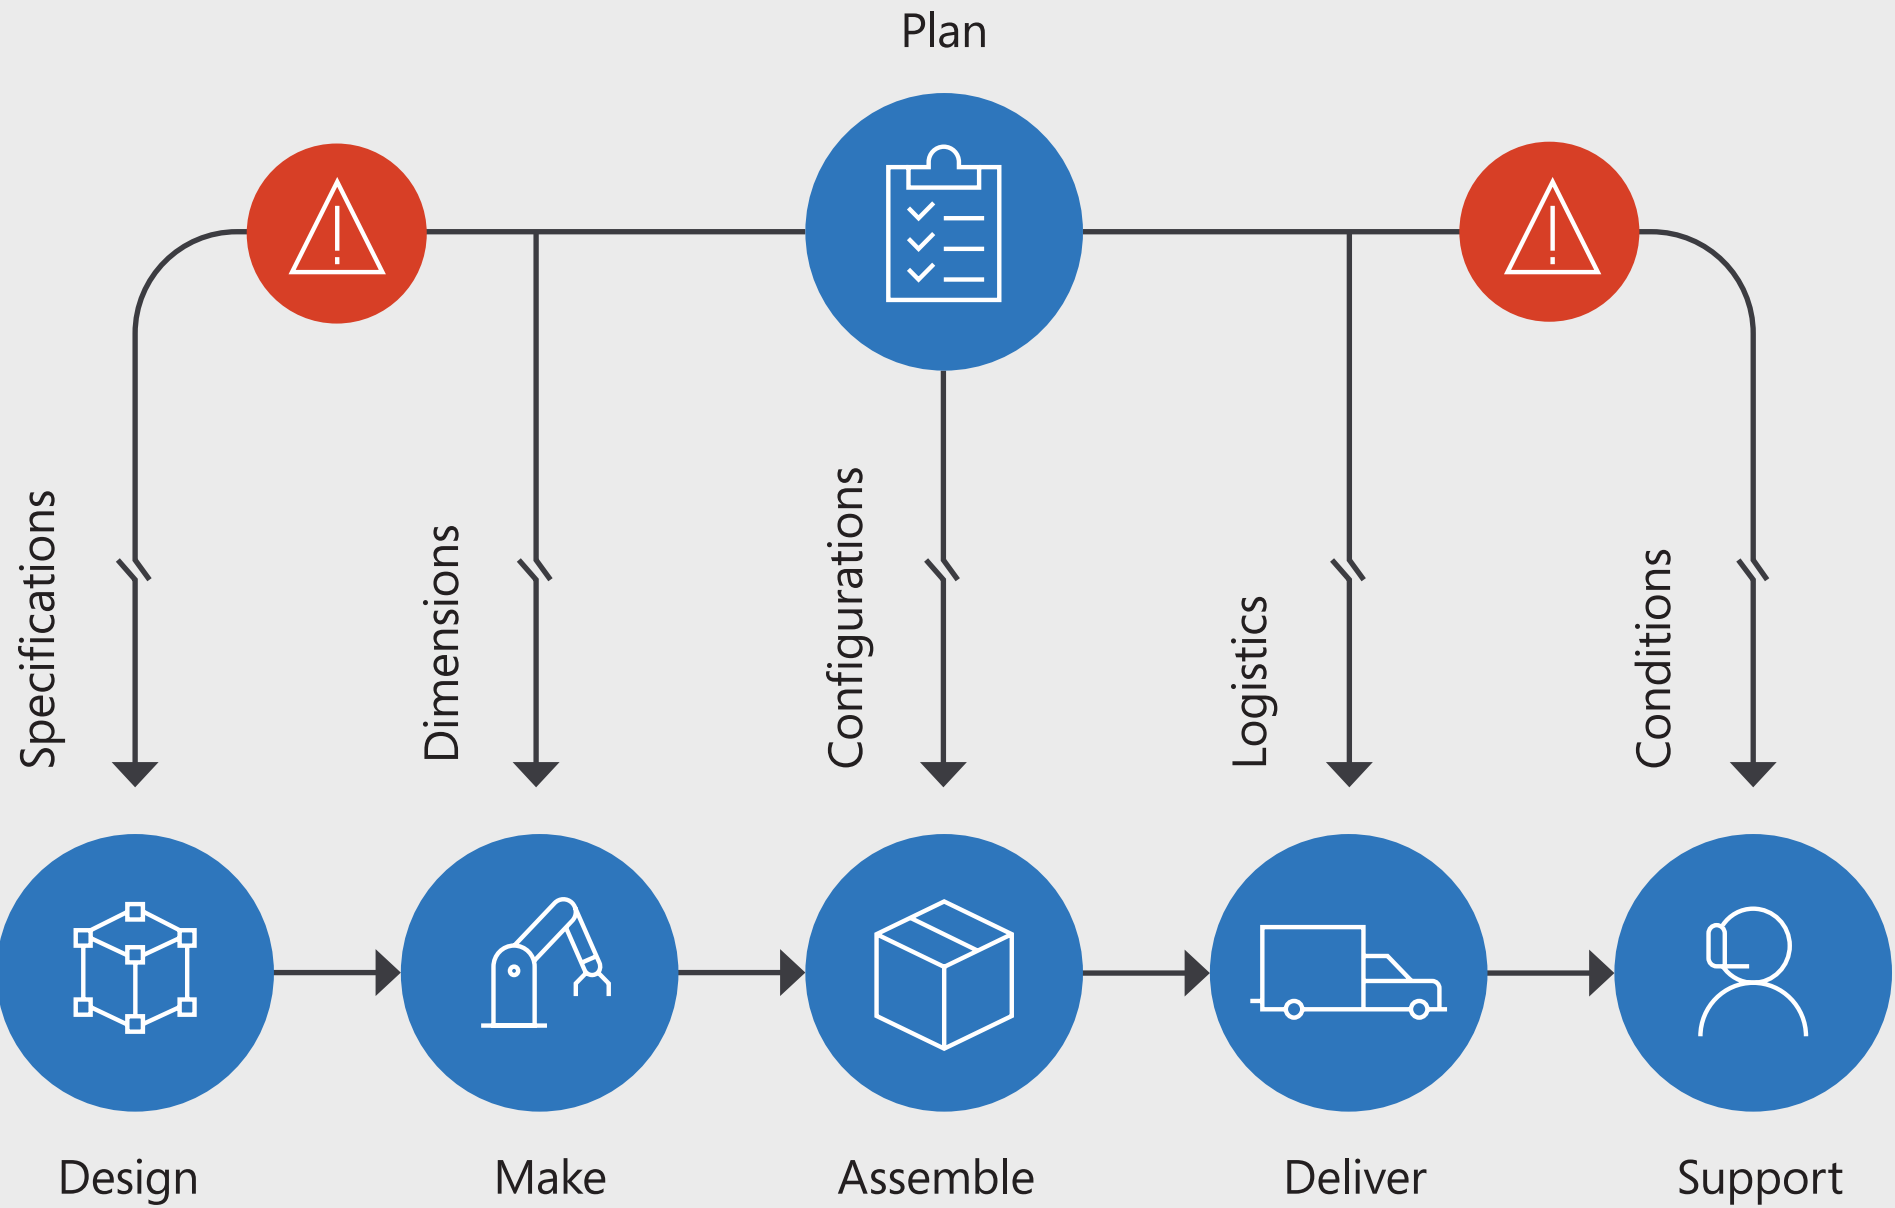 Plan
Specifications
Dimensions
Configurations
Logistics
Conditions
Design
Make
Assemble
Deliver
Support